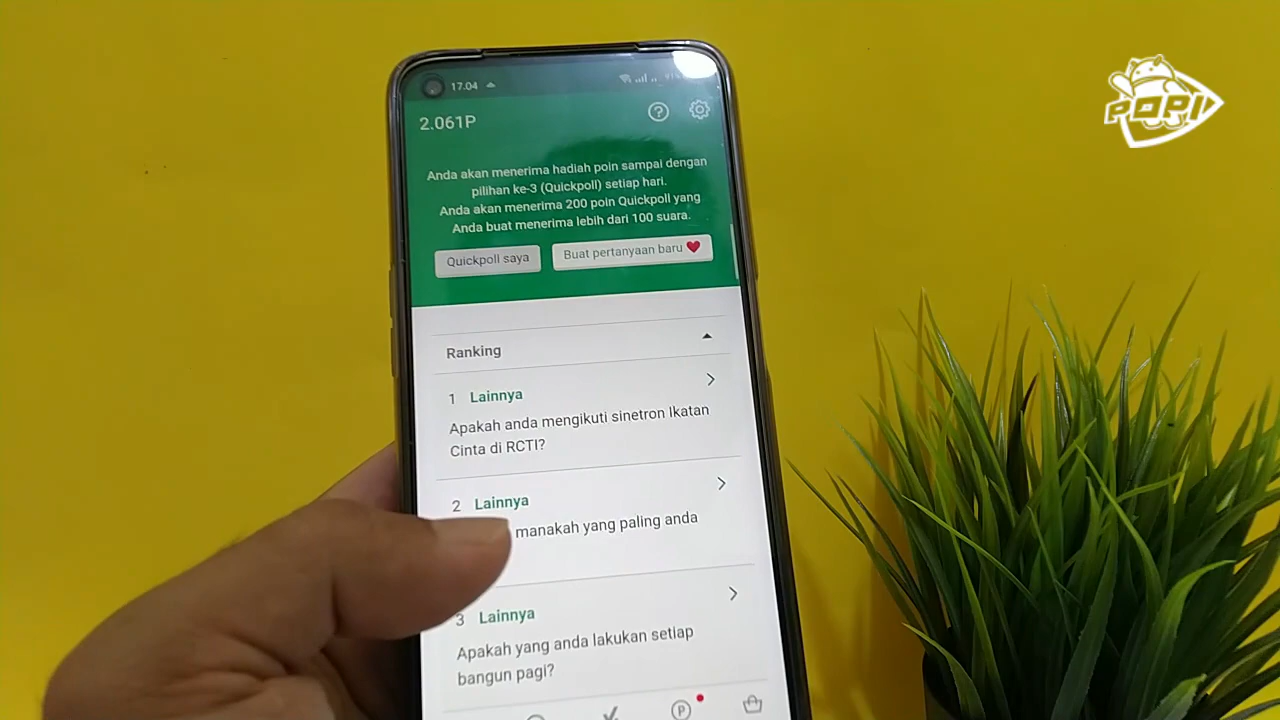 POPI
17.04
2.061P
Anda akan menerima hadiah poin sampai dengan
pilihan ke-3 (Quickpoll) setiap hari.
Anda akan menerima 200 poin Quickpoll yang
Anda buat menerima lebih dari 100 suara.
Quickpoll saya
Buat pertanyaan baru ❤
Ranking
1 Lainnya
Apakah anda mengikuti sinetron Ikatan
Cinta di RCTI?
2 Lainnya
manakah yang paling anda
3 Lainnya
Apakah yang anda lakukan setiap
bangun pagi?
P